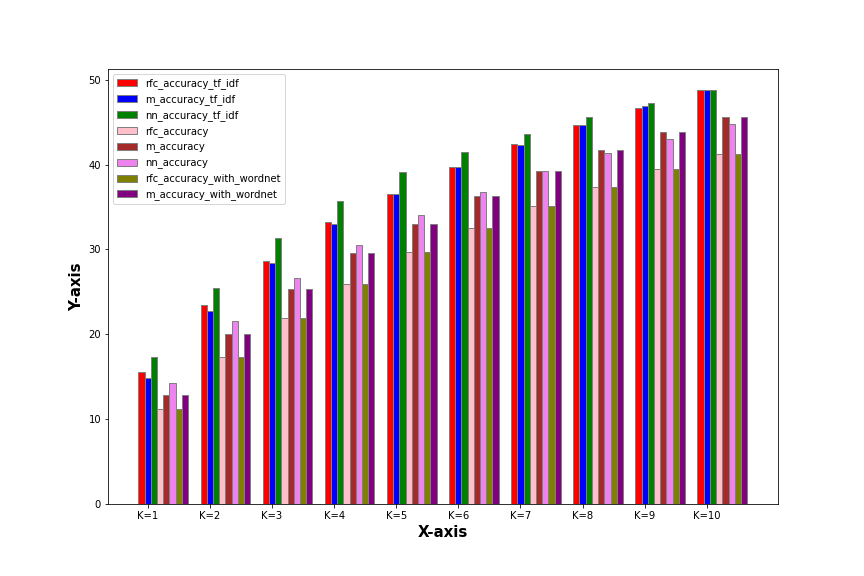 50
40
30
20
10
0
Y-axis
rfc_accuracy_tf_idf
m_accuracy_tf_idf
nn_accuracy_tf_idf
rfc_accuracy
m_accuracy
nn_accuracy
rfc_accuracy_with_wordnet
m_accuracy_with_wordnet
K=1 K=2 K=3 K=4 K=5 K=6 K=7 K=8 K=9 K=10
X-axis